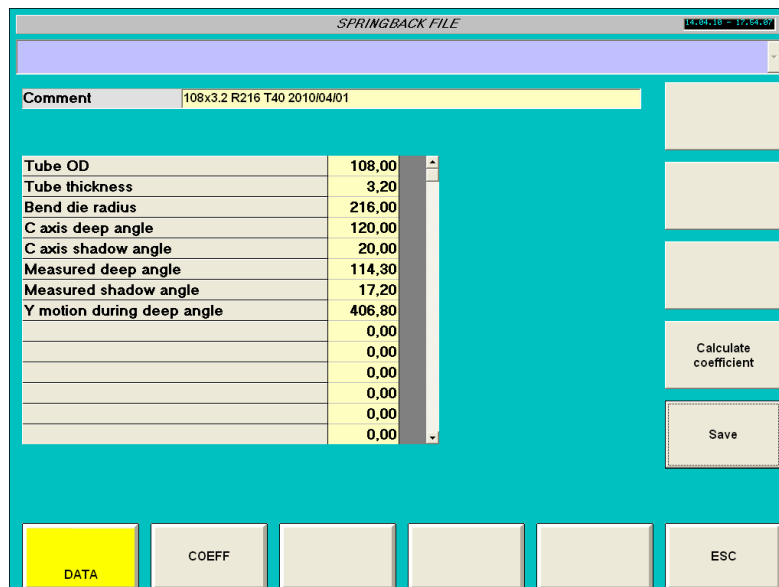 SPRINGBACK FILE
14.04.10 - 17.54.07
Comment 108x3.2 R216 T40 2010/04/01
Tube OD 108,00
Tube thickness 3,20
Bend die radius 216,00
C axis deep angle 120,00
C axis shadow angle 20,00
Measured deep angle 114,30
Measured shadow angle 17,20
Y motion during deep angle 406,80
0,00
0,00
0,00
0,00
0,00
0,00
Calculate
coefficient
Save
DATA
COEFF
ESC